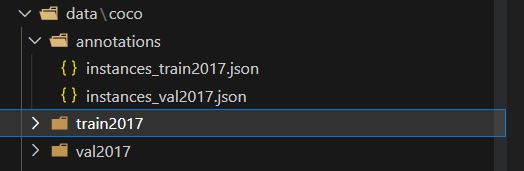 data\coco
annotations
{} instances_train2017.json
{} instances_val2017.json
train2017
val2017